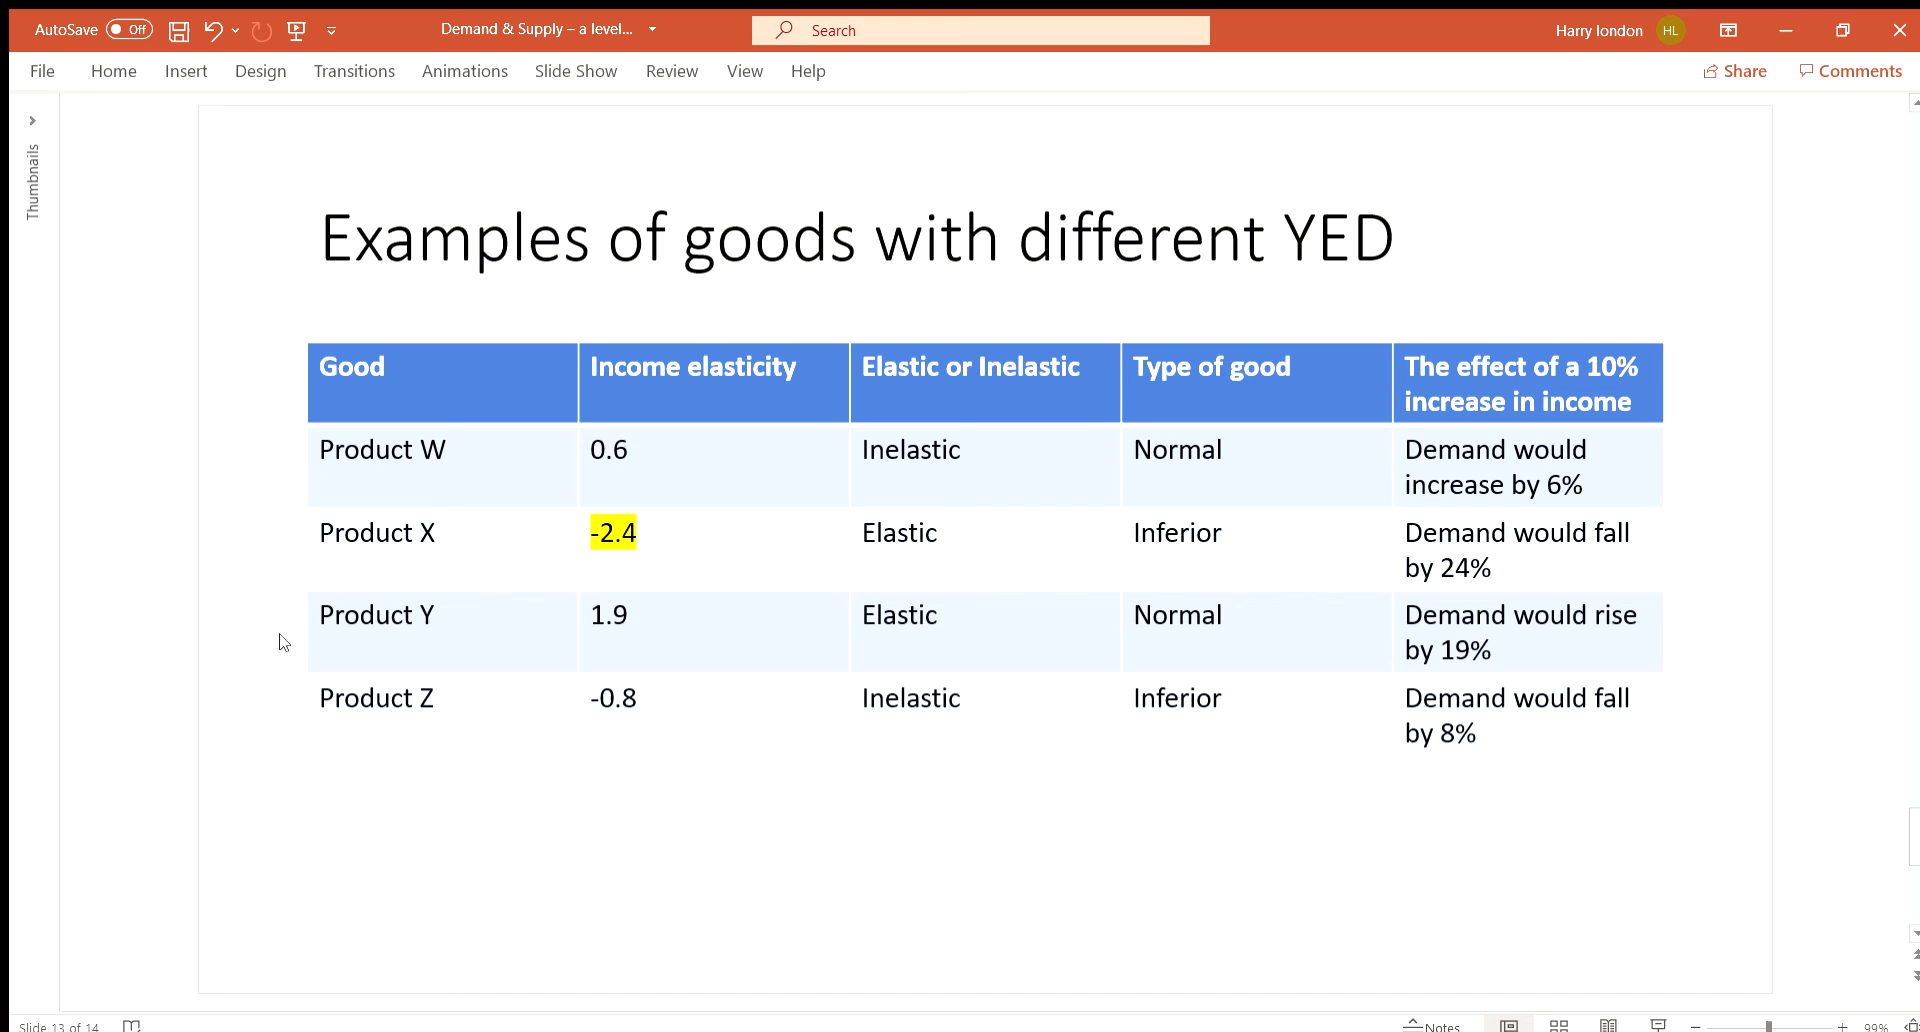 AutoSave Off Demand & Supply – a level... Search Harry london HL
File Home Insert Design Transitions Animations Slide Show Review View Help Share Comments
Thumbnails
Examples of goods with different YED
Good Income elasticity Elastic or Inelastic Type of good The effect of a 10%
increase in income
Product W 0.6 Inelastic Normal Demand would
increase by 6%
Product X -2.4 Elastic Inferior Demand would fall
by 24%
Product Y 1.9 Elastic Normal Demand would rise
by 19%
Product Z -0.8 Inelastic Inferior Demand would fall
by 8%
Slide 13 of 14 Notes 99%